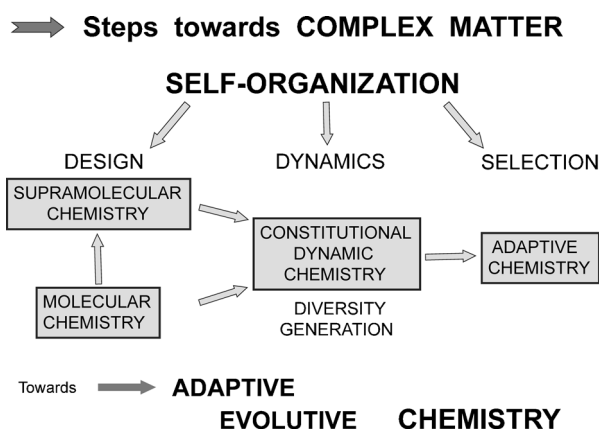 Steps towards COMPLEX MATTER
SELF-ORGANIZATION
DESIGN
DYNAMICS
SELECTION
SUPRAMOLECULAR
CHEMISTRY
CONSTITUTIONAL
DYNAMIC
CHEMISTRY
ADAPTIVE
CHEMISTRY
MOLECULAR
CHEMISTRY
DIVERSITY
GENERATION
Towards
ADAPTIVE
EVOLUTIVE CHEMISTRY